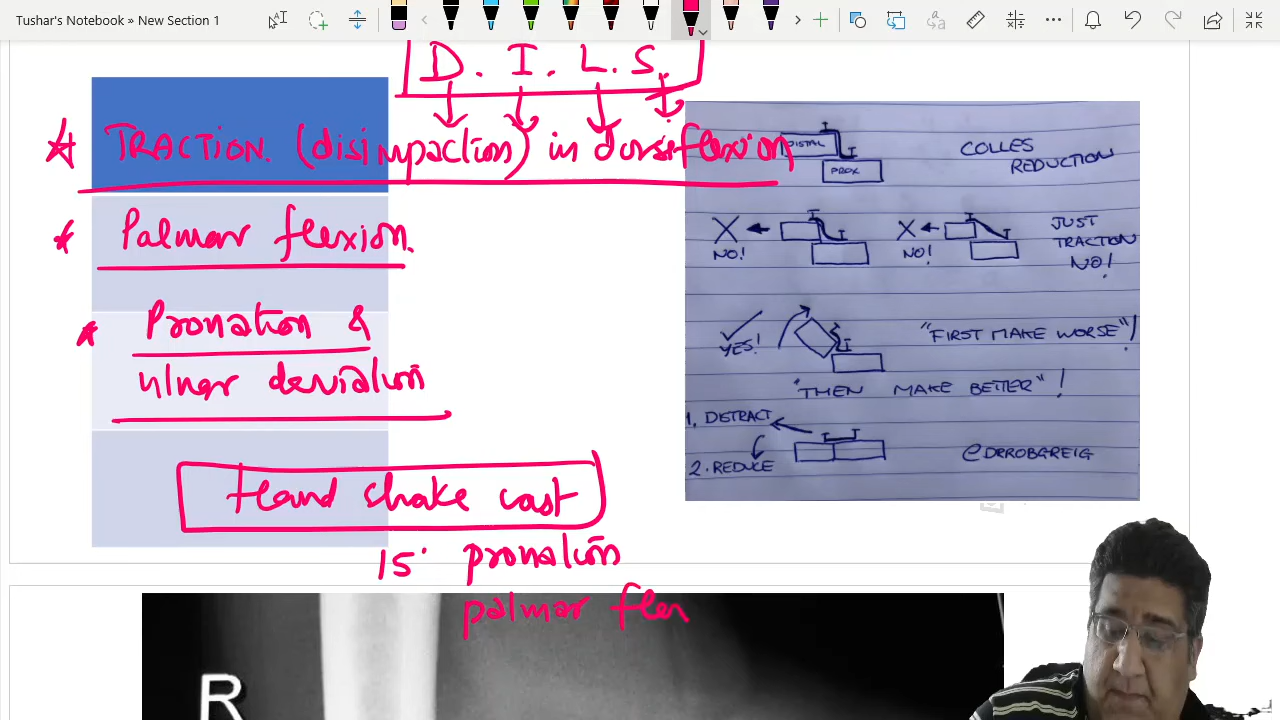 Tushar's Notebook » New Section 1
D. I. L. S.
TRACTION. (disimpaction) in dorsiflexion
Palmar flexion.
Pronation &
ulnar deviation
Hand shake cast
15° pronation
palmar flex
DISTAL
PROX
COLLES
REDUCTION
NO!
NO!
JUST
TRACTION
NO!
YES!
"FIRST MAKE WORSE"!
"THEN MAKE BETTER"!
1. DETRACT
2. REDUCE
@DRROBAREIG
R